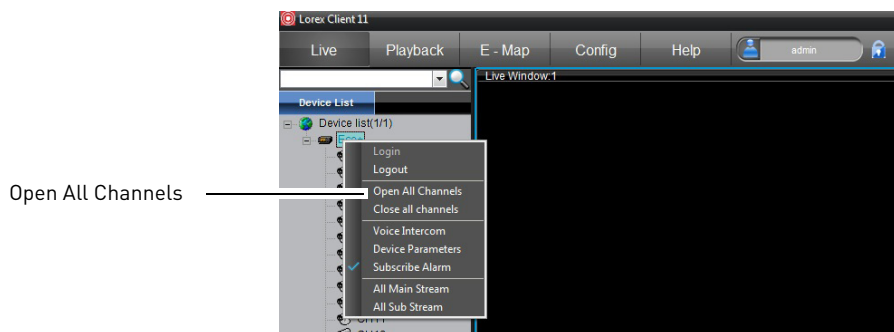 Lorex Client 11
Live Playback E - Map Config Help admin
Live Window:1
Device List
Device list(1/1)
Login
Logout
Open All Channels
Open All Channels
Close all channels
Voice Intercom
Device Parameters
Subscribe Alarm
All Main Stream
All Sub Stream